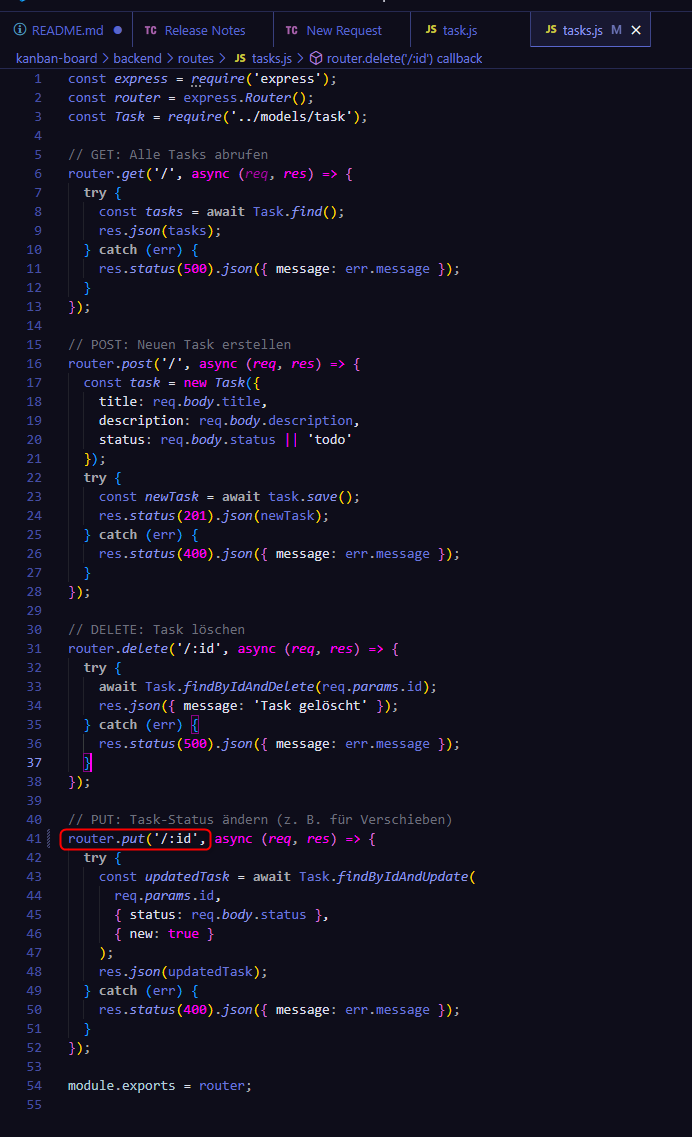 README.md
TC Release Notes
TC New Request
JS task.js
JS tasks.js M
kanban-board > backend > routes > JS tasks.js > router.delete('/:id') callback
1 const express = require('express');
2 const router = express.Router();
3 const Task = require('../models/task');
4
5 // GET: Alle Tasks abrufen
6 router.get('/', async (req, res) => {
7   try {
8     const tasks = await Task.find();
9     res.json(tasks);
10   } catch (err) {
11     res.status(500).json({ message: err.message });
12   }
13 });
14
15 // POST: Neuen Task erstellen
16 router.post('/', async (req, res) => {
17   const task = new Task({
18     title: req.body.title,
19     description: req.body.description,
20     status: req.body.status || 'todo'
21   });
22   try {
23     const newTask = await task.save();
24     res.status(201).json(newTask);
25   } catch (err) {
26     res.status(400).json({ message: err.message });
27   }
28 });
29
30 // DELETE: Task löschen
31 router.delete('/:id', async (req, res) => {
32   try {
33     await Task.findByIdAndDelete(req.params.id);
34     res.json({ message: 'Task gelöscht' });
35   } catch (err) {
36     res.status(500).json({ message: err.message });
37   }
38 });
39
40 // PUT: Task-Status ändern (z. B. für Verschieben)
41 router.put('/:id', async (req, res) => {
42   try {
43     const updatedTask = await Task.findByIdAndUpdate(
44       req.params.id,
45       { status: req.body.status },
46       { new: true }
47     );
48     res.json(updatedTask);
49   } catch (err) {
50     res.status(400).json({ message: err.message });
51   }
52 });
53
54 module.exports = router;
55